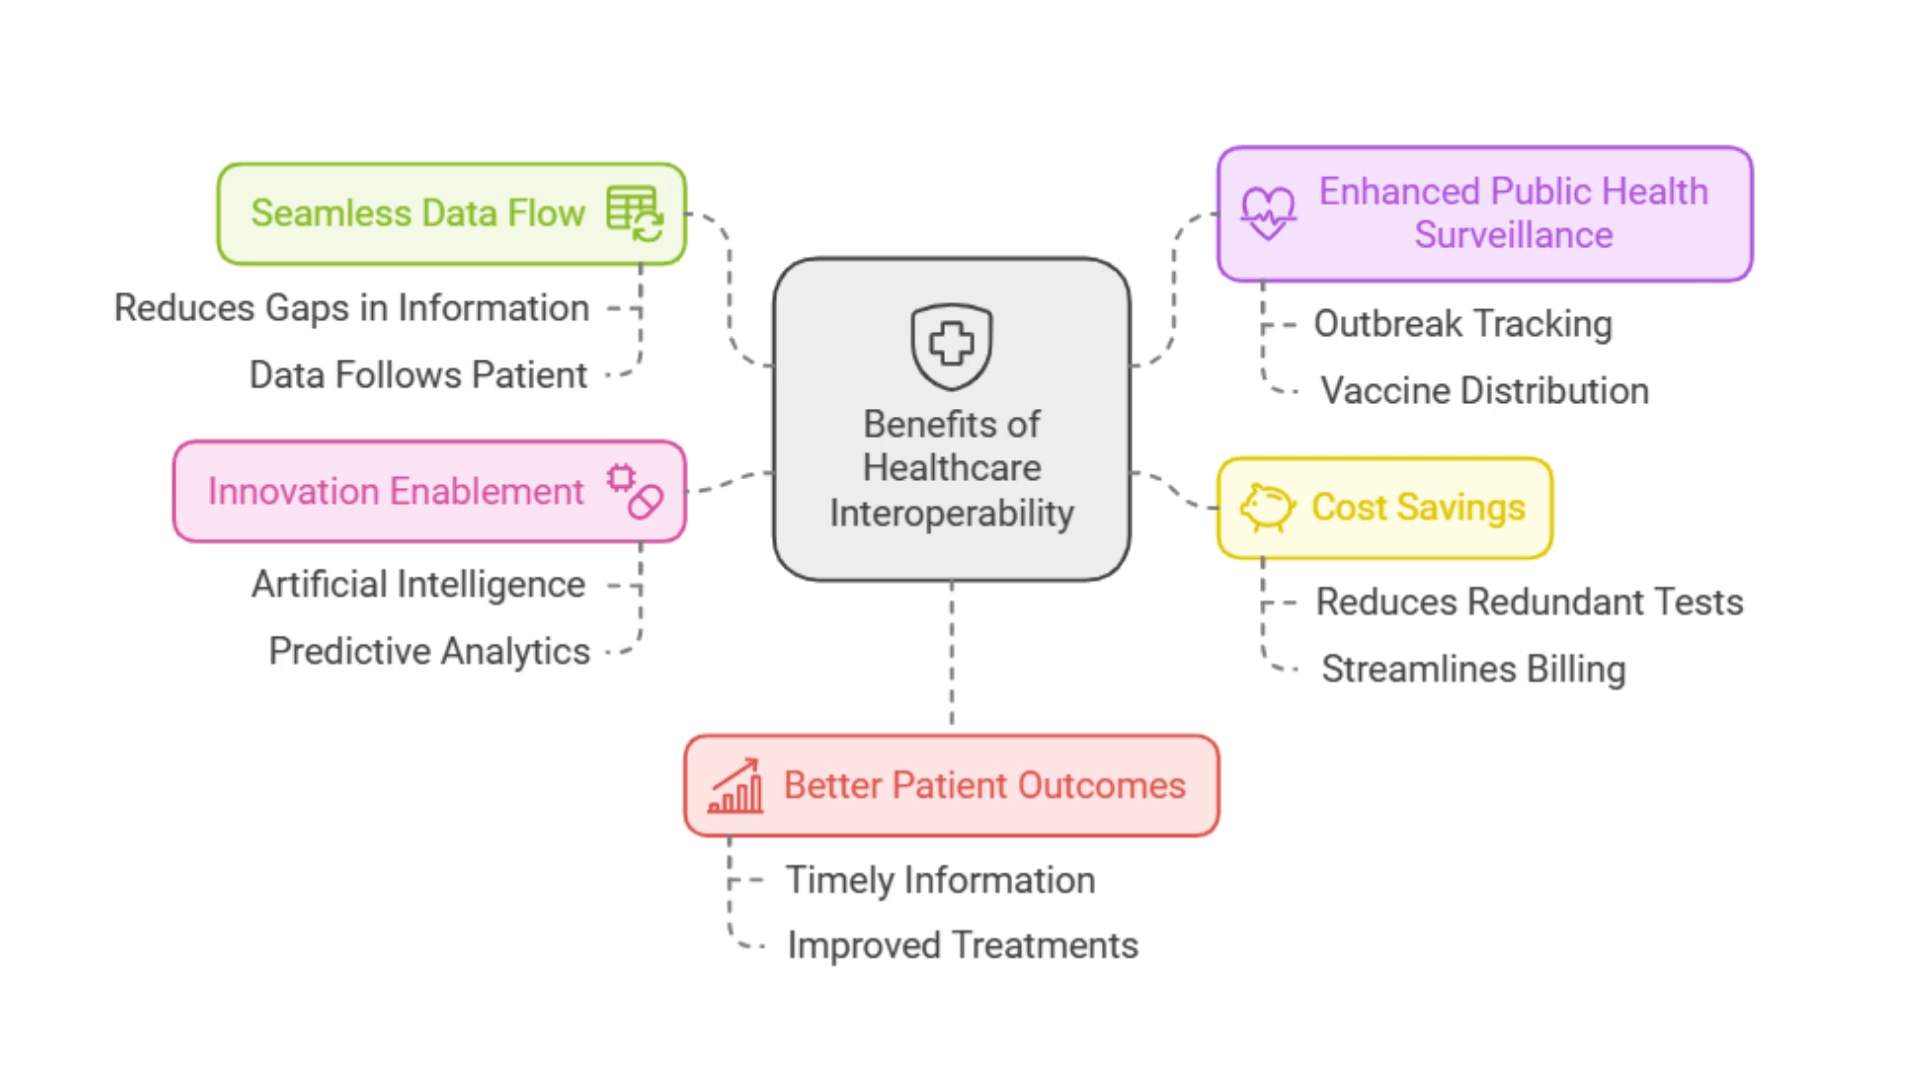 Benefits of
Healthcare
Interoperability
Seamless Data Flow
Reduces Gaps in Information
Data Follows Patient
Innovation Enablement
Artificial Intelligence
Predictive Analytics
Enhanced Public Health
Surveillance
Outbreak Tracking
Vaccine Distribution
Cost Savings
Reduces Redundant Tests
Streamlines Billing
Better Patient Outcomes
Timely Information
Improved Treatments